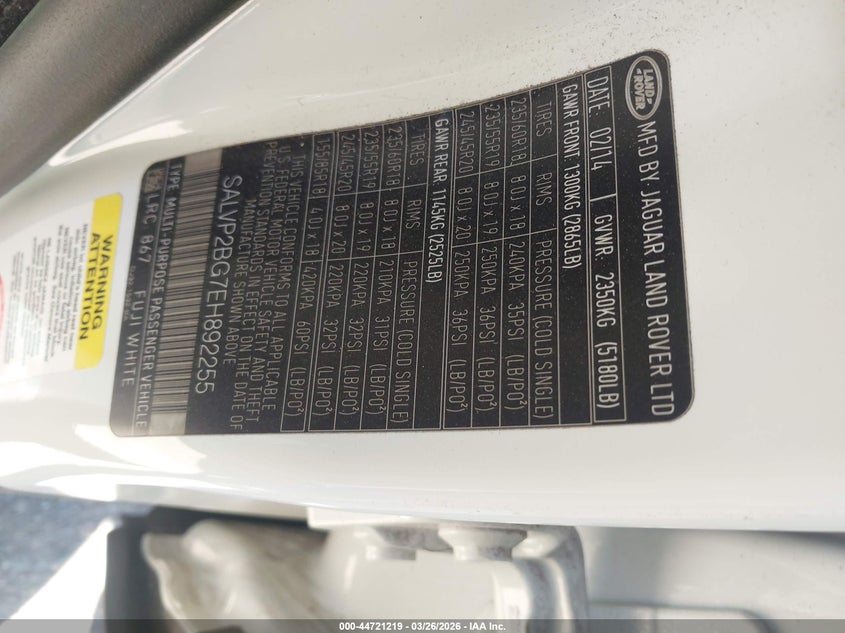 LAND
ROVER
MFD BY: JAGUAR LAND ROVER LTD
DATE: 02/14 GVWR: 2350KG (5180LB)
GAWR FRONT: 1300KG (2865LB)
TIRES RIMS PRESSURE (COLD SINGLE)
235/60R18 8.0J x 18 240KPA 35PSI (LB/PO²)
235/55R19 8.0J x 19 250KPA 36PSI (LB/PO²)
245/45R20 8.0J x 20 250KPA 36PSI (LB/PO²)
GAWR REAR: 1145KG (2525LB)
TIRES RIMS PRESSURE (COLD SINGLE)
235/60R18 8.0J x 18 210KPA 31PSI (LB/PO²)
235/55R19 8.0J x 19 220KPA 32PSI (LB/PO²)
245/45R20 8.0J x 20 220KPA 32PSI (LB/PO²)
155/85R18 4.0J x 18 420KPA 60PSI (LB/PO²)
THIS VEHICLE CONFORMS TO ALL APPLICABLE
U.S. FEDERAL MOTOR VEHICLE SAFETY AND THEFT
PREVENTION STANDARDS IN EFFECT ON THE DATE OF
MANUFACTURE SHOWN ABOVE
SALVP2BG7EH892255
TYPE: MULTI-PURPOSE PASSENGER VEHICLE
LRC 867 FUJI WHITE
WARNING
ATTENTION
000-44721219 - 03/26/2026 - IAA Inc.